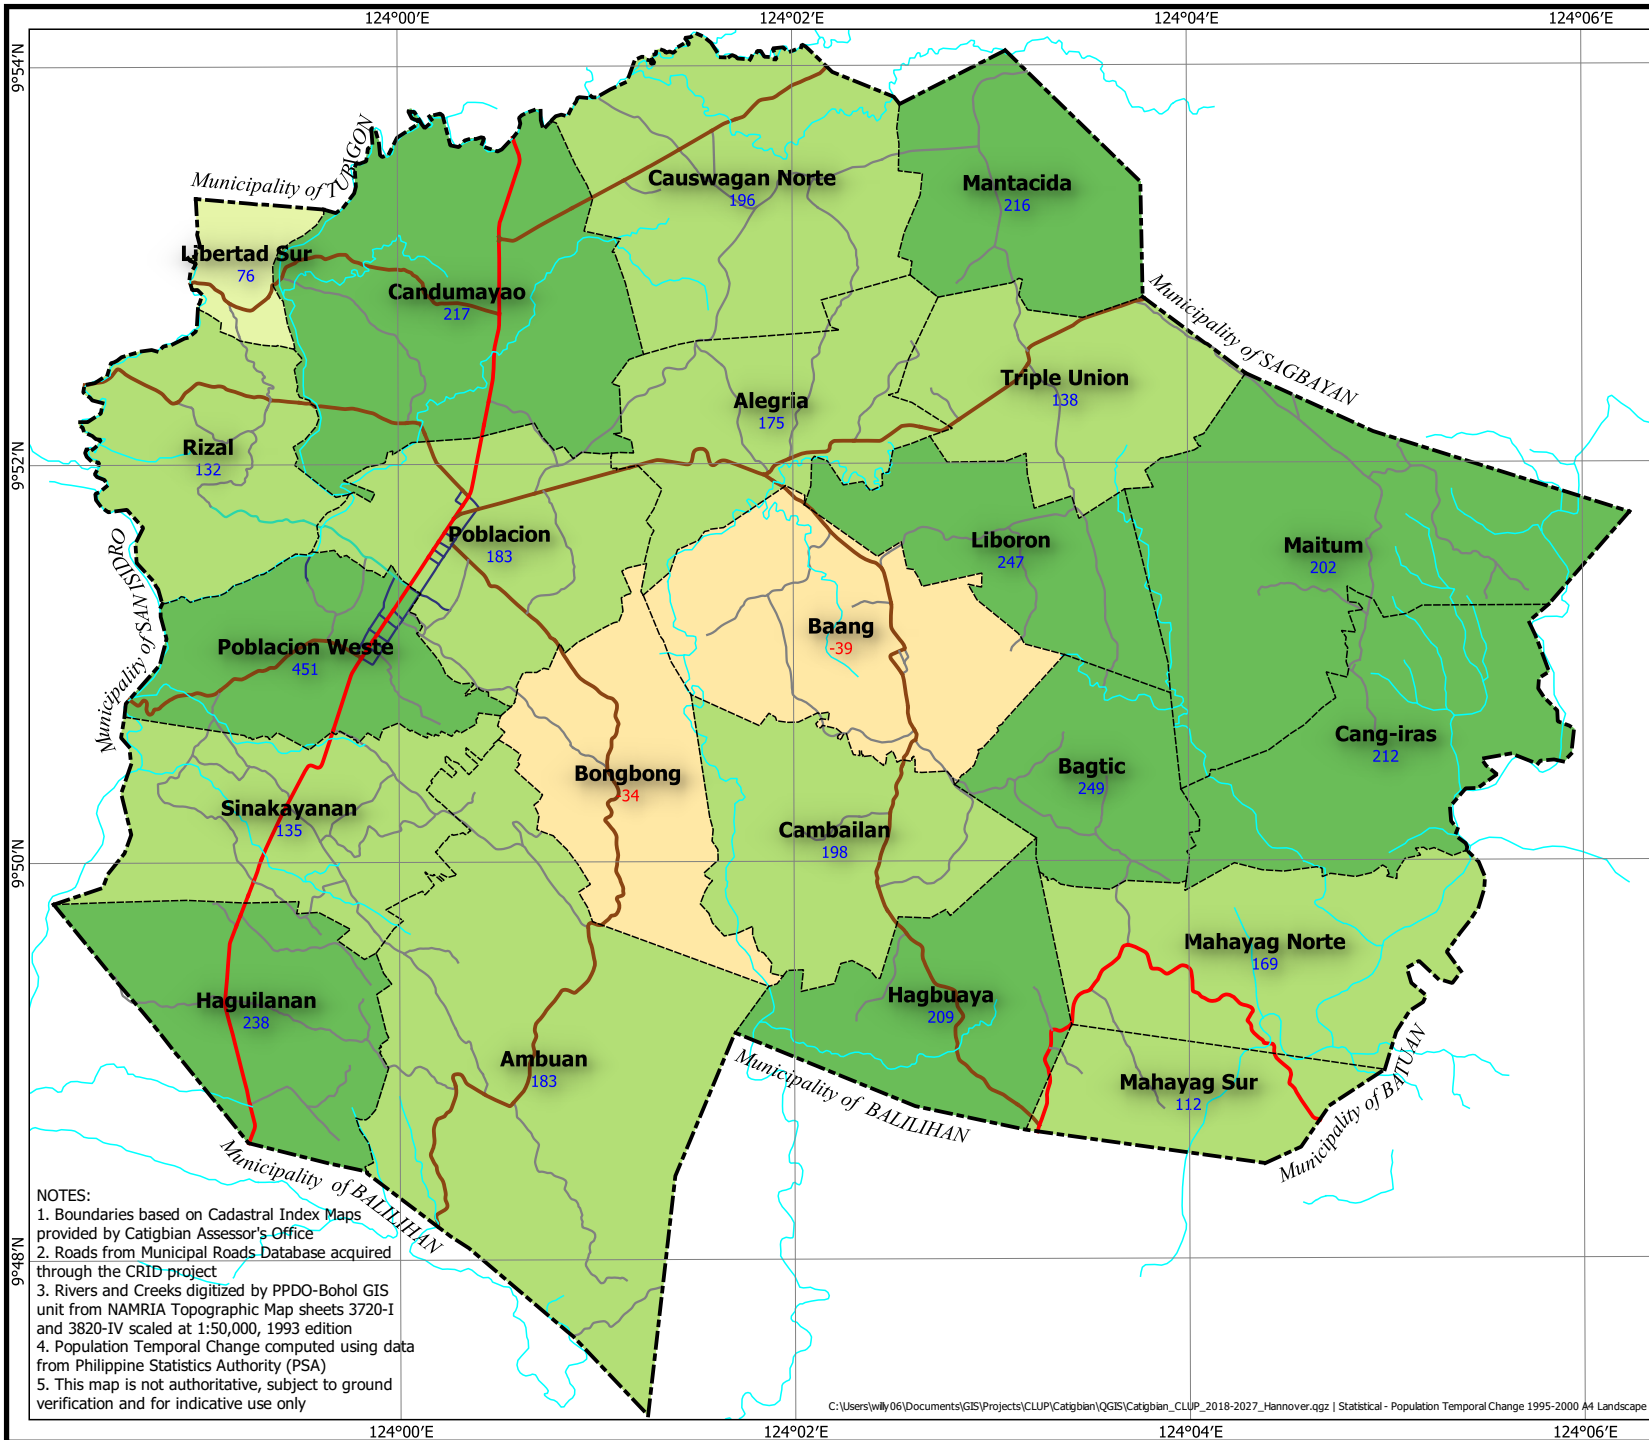 124°00′E
124°02′E
124°04′E
124°06′E
9°54′N
9°52′N
9°50′N
9°48′N
Municipality of TUBIGON
Causwagan Norte
196
Mantacida
216
Libertad Sur
76
Candumayao
217
Municipality of SAGBAYAN
Triple Union
138
Alegria
175
Rizal
132
Poblacion
183
Liboron
247
Maitum
202
Municipality of SAN ISIDRO
Baang
-39
Poblacion Weste
451
Cang-iras
212
Bongbong
-34
Bagtic
249
Sinakayanan
135
Cambailan
198
Mahayag Norte
169
Haguilanan
238
Hagbuaya
209
Ambuan
183
Mahayag Sur
112
Municipality of BALILIHAN
Municipality of BATUAN
Municipality of BALILIHAN
NOTES:
1. Boundaries based on Cadastral Index Maps
provided by Catigbian Assessor's Office
2. Roads from Municipal Roads Database acquired
through the CRID project
3. Rivers and Creeks digitized by PPDO-Bohol GIS
unit from NAMRIA Topographic Map sheets 3720-I
and 3820-IV scaled at 1:50,000, 1993 edition
4. Population Temporal Change computed using data
from Philippine Statistics Authority (PSA)
5. This map is not authoritative, subject to ground
verification and for indicative use only
C:\Users\willy06\Documents\GIS\Projects\CLUP\Catigbian\QGIS\Catigbian_CLUP_2018-2027_Hannover.qgz | Statistical - Population Temporal Change 1995-2000 A4 Landscape
124°00′E
124°02′E
124°04′E
124°06′E